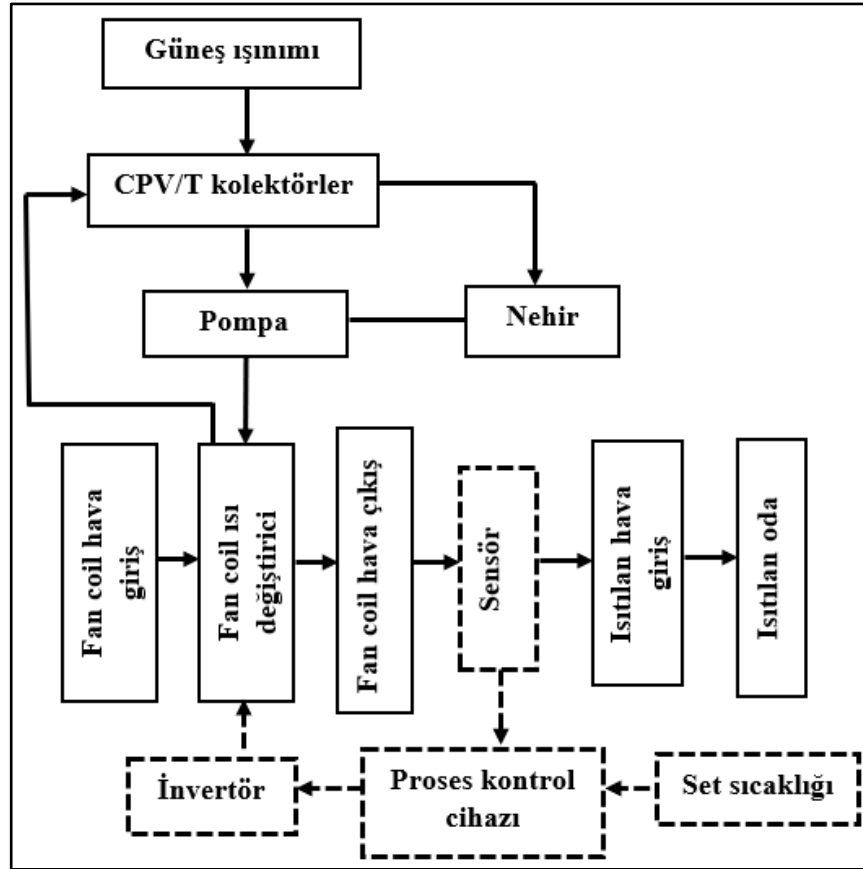 Güneş ışınımı
CPV/T kolektörler
Pompa
Nehir
Fan coil hava
giriş
Fan coil ısı
değiştirici
Fan coil hava çıkış
Sensör
Isıtılan hava
giriş
Isıtılan oda
İnvertör
Proses kontrol
cihazı
Set sıcaklığı